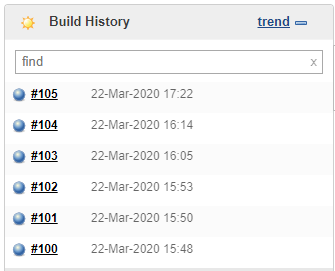 Build History trend
find x
#105 22-Mar-2020 17:22
#104 22-Mar-2020 16:14
#103 22-Mar-2020 16:05
#102 22-Mar-2020 15:53
#101 22-Mar-2020 15:50
#100 22-Mar-2020 15:48